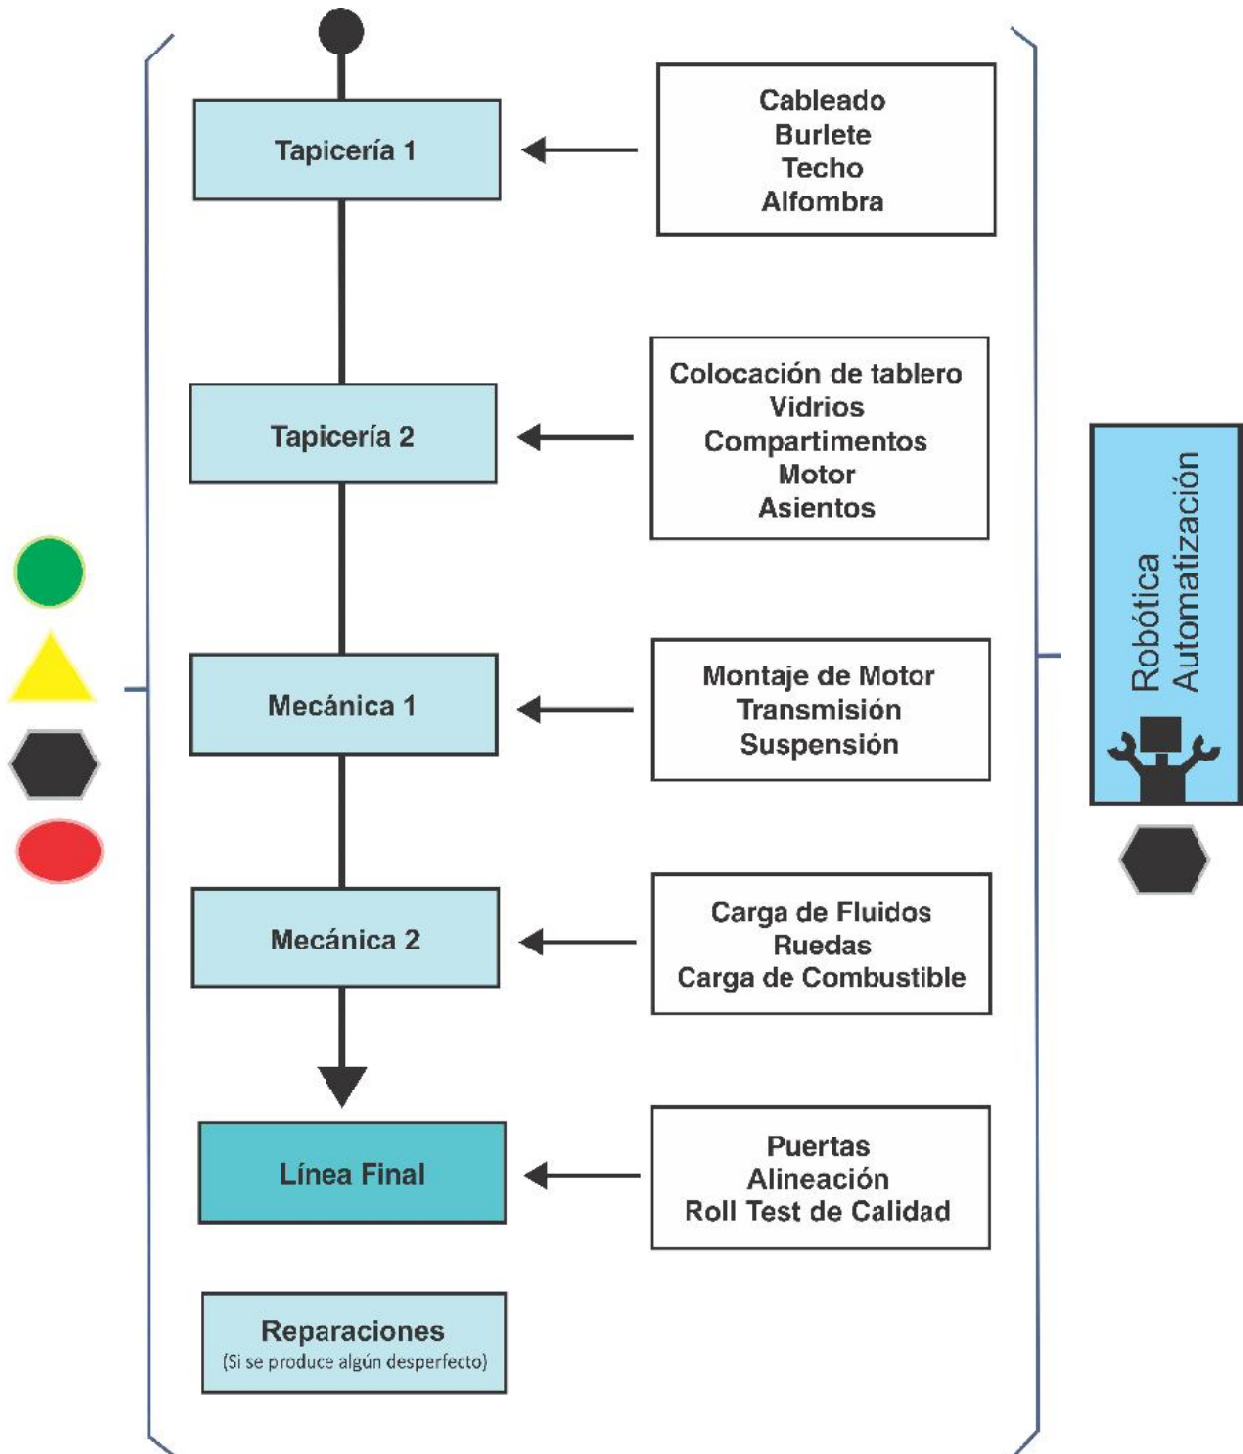 Tapicería 1
Cableado
Burlete
Techo
Alfombra
Tapicería 2
Colocación de tablero
Vidrios
Compartimentos
Motor
Asientos
Mecánica 1
Montaje de Motor
Transmisión
Suspensión
Mecánica 2
Carga de Fluidos
Ruedas
Carga de Combustible
Línea Final
Puertas
Alineación
Roll Test de Calidad
Reparaciones
(Si se produce algún desperfecto)
Robótica
Automatización